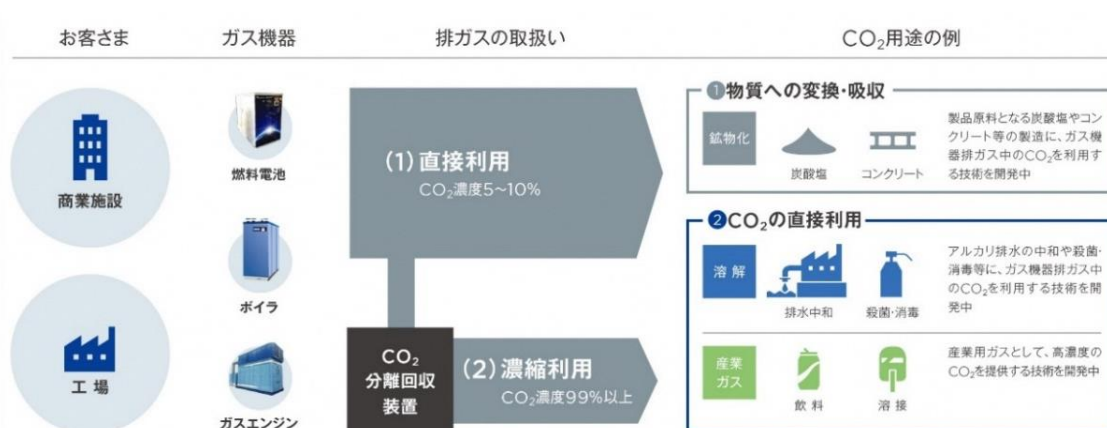 お客さま
ガス機器
排ガスの取扱い
CO₂用途の例
商業施設
工場
燃料電池
ボイラ
ガスエンジン
(1)直接利用
CO₂濃度5~10%
CO₂
分離回収
装置
(2)濃縮利用
CO₂濃度99%以上
①物質への変換・吸収
鉱物化
炭酸塩
コンクリート
製品原料となる炭酸塩やコン
クリート等の製造に、ガス機
器排ガス中のCO₂を利用す
る技術を開発中
②CO₂の直接利用
溶解
排水中和
殺菌・消毒
アルカリ排水の中和や殺菌・
消毒等に、ガス機器排ガス中
のCO₂を利用する技術を開
発中
産業
ガス
飲料
溶接
産業用ガスとして、高濃度の
CO₂を提供する技術を開発中